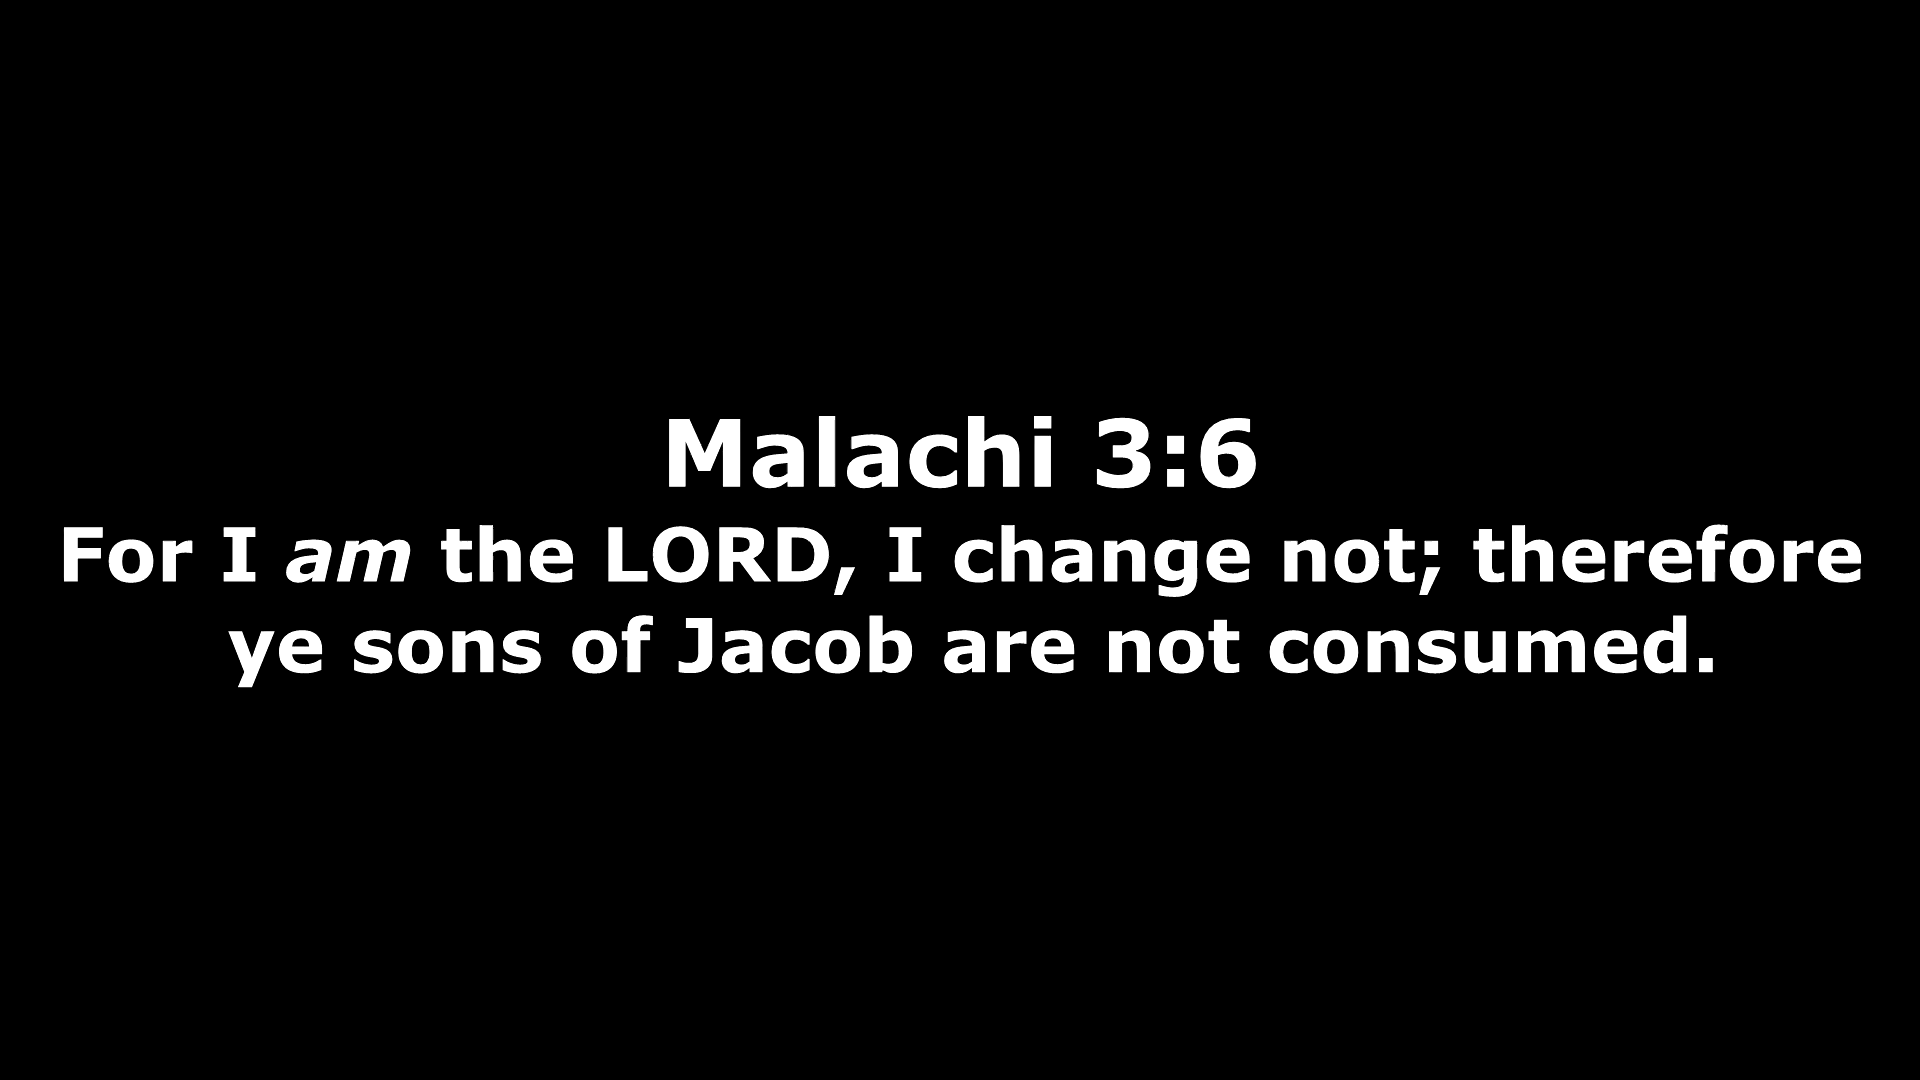 Malachi 3:6
For I am the LORD, I change not; therefore
ye sons of Jacob are not consumed.